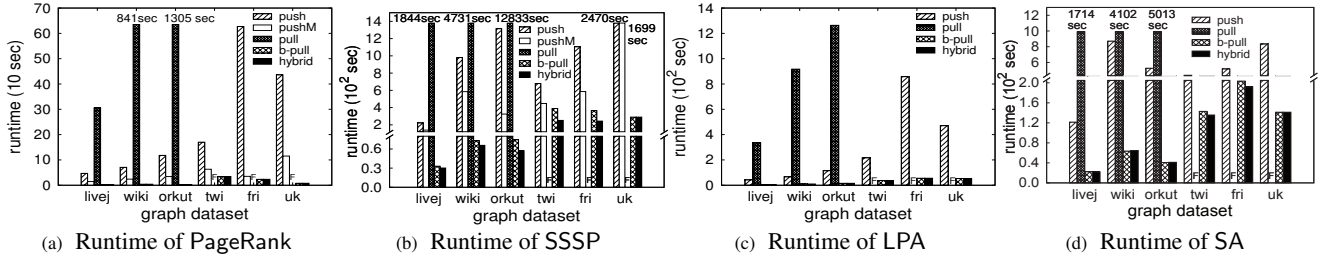 841sec 1305 sec
runtime (10 sec)
70
60
50
40
30
20
10
0
push
pushM
pull
b-pull
hybrid
F F F
livej wiki orkut twi fri uk
graph dataset
(a) Runtime of PageRank
1844sec 4731sec 12833sec 2470sec 1699 sec
runtime (10² sec)
14
12
10
8
6
4
2
0.6
0.3
0.0
push
pushM
pull
b-pull
hybrid
F F F
livej wiki orkut twi fri uk
graph dataset
(b) Runtime of SSSP
runtime (10² sec)
14
12
10
8
6
4
2
0
push
pull
b-pull
hybrid
F F F
livej wiki orkut twi fri uk
graph dataset
(c) Runtime of LPA
1714 sec 4102 sec 5013 sec
runtime (10² sec)
10
8
6
4
2.0
1.6
1.2
0.8
0.4
0.0
push
pull
b-pull
hybrid
F F F
livej wiki orkut twi fri uk
graph dataset
(d) Runtime of SA